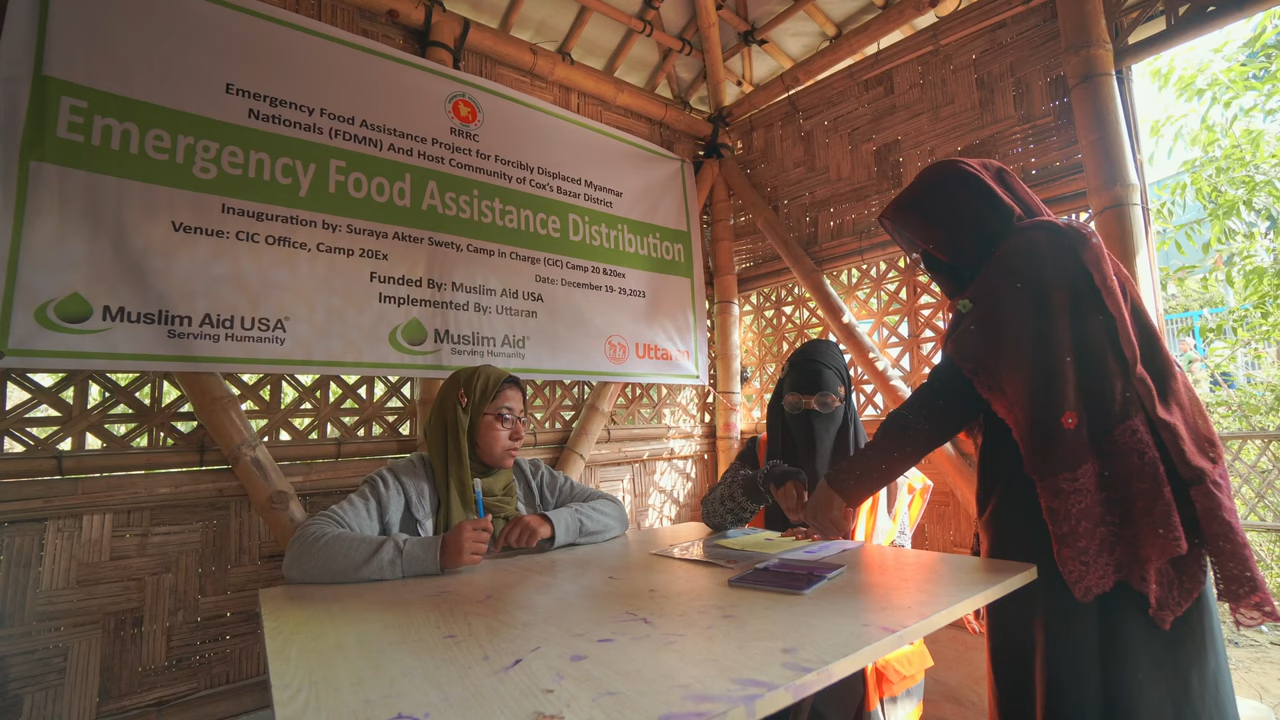 RRRC
Emergency Food Assistance Project for Forcibly Displaced Myanmar
Nationals (FDMN) And Host Community of Cox's Bazar District
Emergency Food Assistance Distribution
Inauguration by: Suraya Akter Swety, Camp in Charge (CiC) Camp 20 &20ex
Venue: CIC Office, Camp 20Ex
Date: December 19- 29,2023
Funded By: Muslim Aid USA
Implemented By: Uttaran
Muslim Aid USA®
Serving Humanity
Muslim Aid®
Serving Humanity
Uttaran